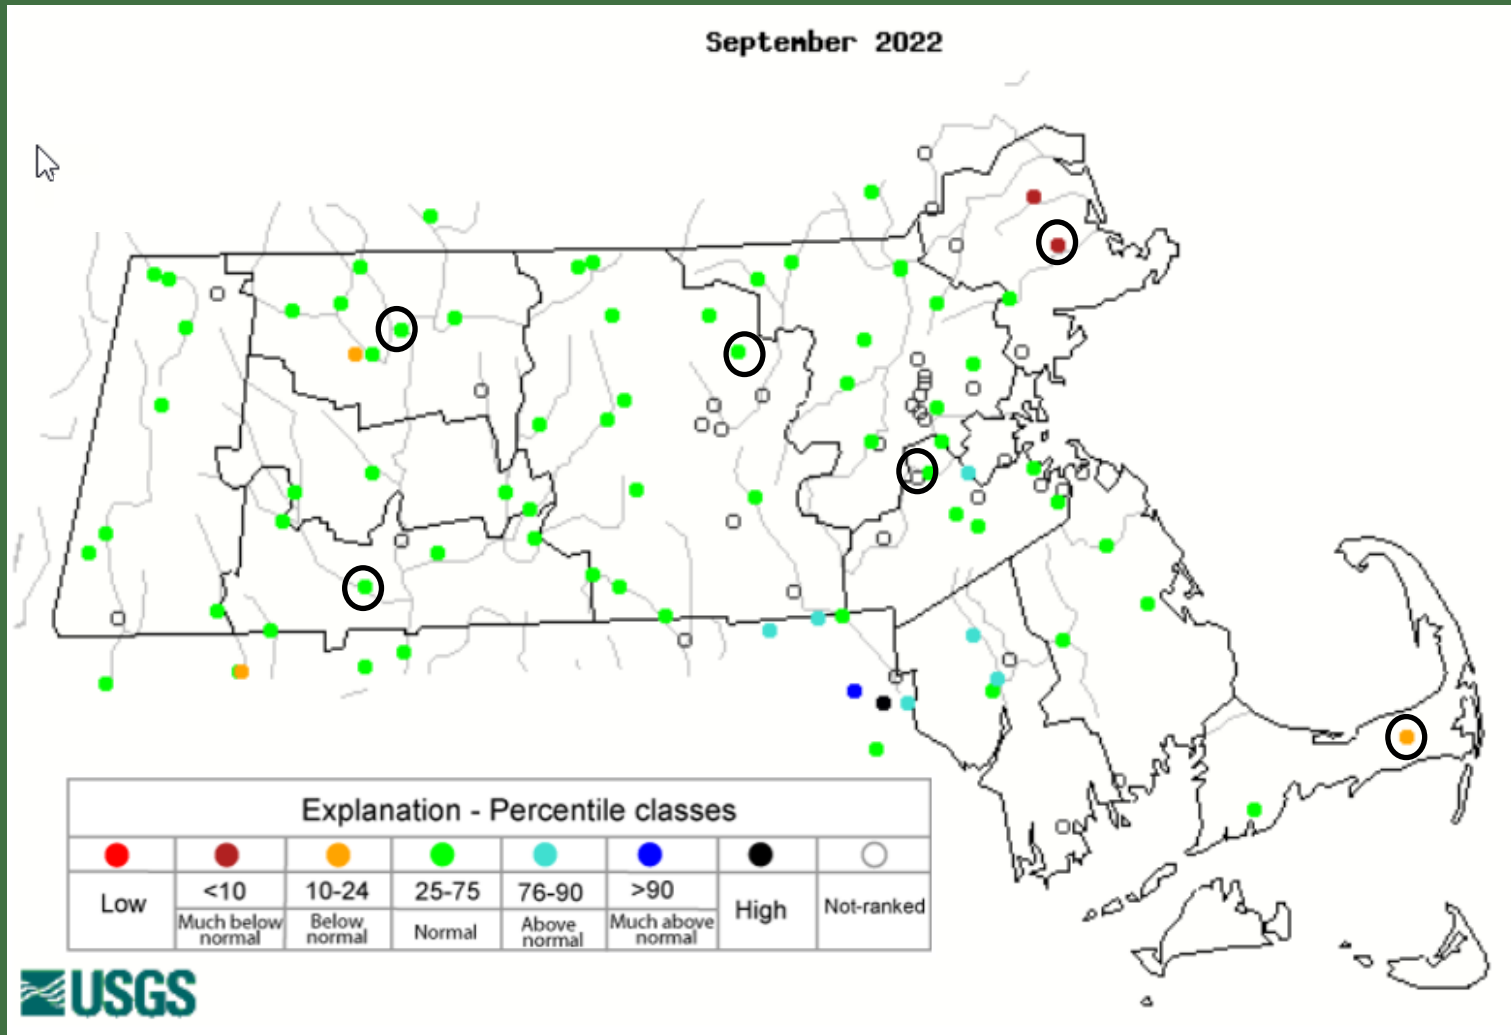 September 2022
Explanation - Percentile classes
Low
<10
10-24
25-75
76-90
>90
High
Not-ranked
Much below
normal
Below
normal
Normal
Above
normal
Much above
normal
USGS